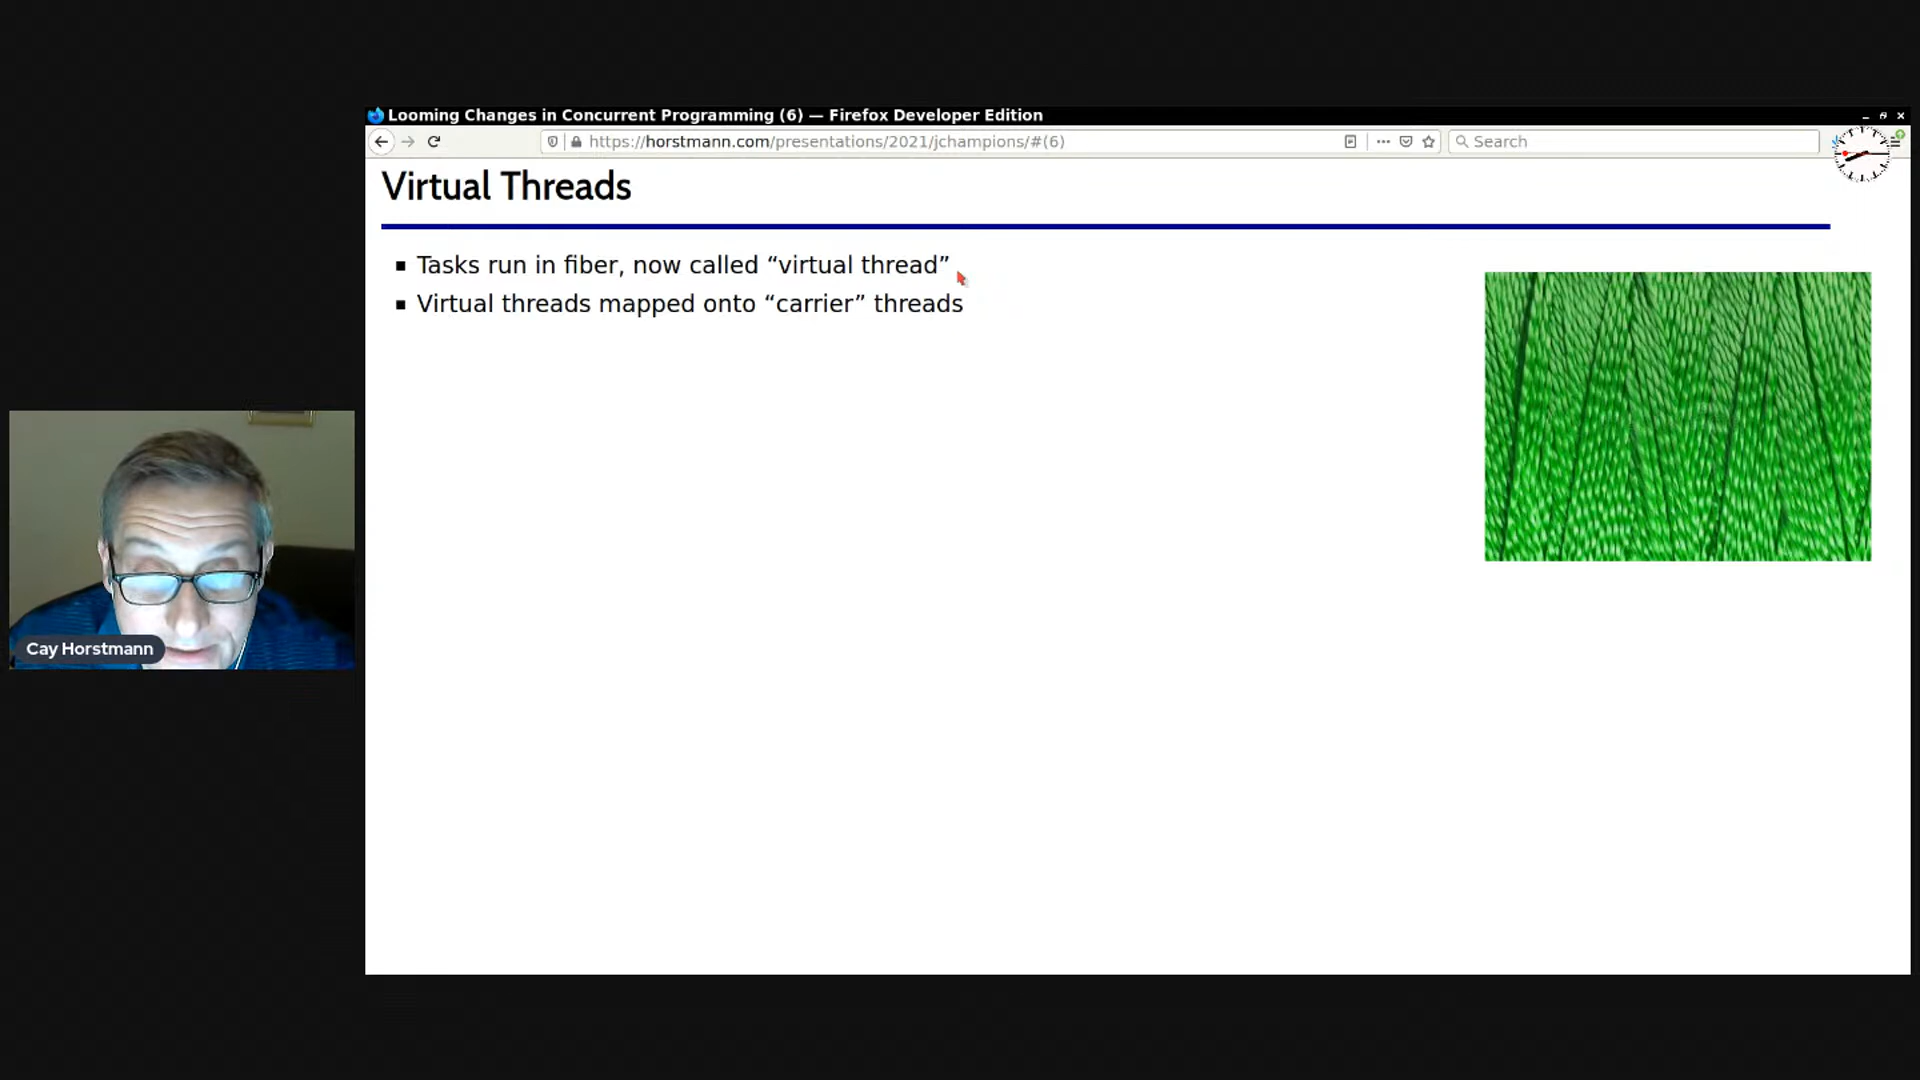 Looming Changes in Concurrent Programming (6) — Firefox Developer Edition
https://horstmann.com/presentations/2021/jchampions/#(6)
Search
Virtual Threads
Tasks run in fiber, now called “virtual thread”
Virtual threads mapped onto “carrier” threads
Cay Horstmann